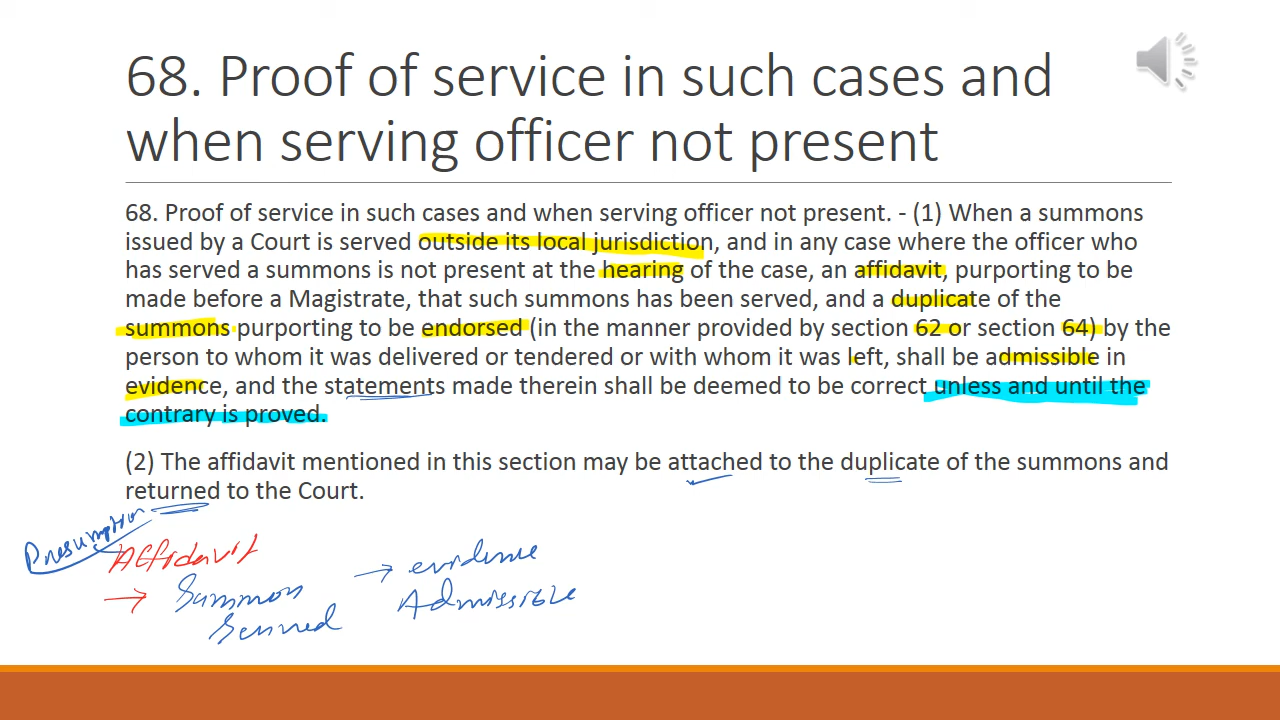 68. Proof of service in such cases and
when serving officer not present
68. Proof of service in such cases and when serving officer not present. - (1) When a summons
issued by a Court is served outside its local jurisdiction, and in any case where the officer who
has served a summons is not present at the hearing of the case, an affidavit, purporting to be
made before a Magistrate, that such summons has been served, and a duplicate of the
summons purporting to be endorsed (in the manner provided by section 62 or section 64) by the
person to whom it was delivered or tendered or with whom it was left, shall be admissible in
evidence, and the statements made therein shall be deemed to be correct unless and until the
contrary is proved.
(2) The affidavit mentioned in this section may be attached to the duplicate of the summons and
returned to the Court.
Presumption
Affidavit
→ Summon
Served
→ evidence
Admissible